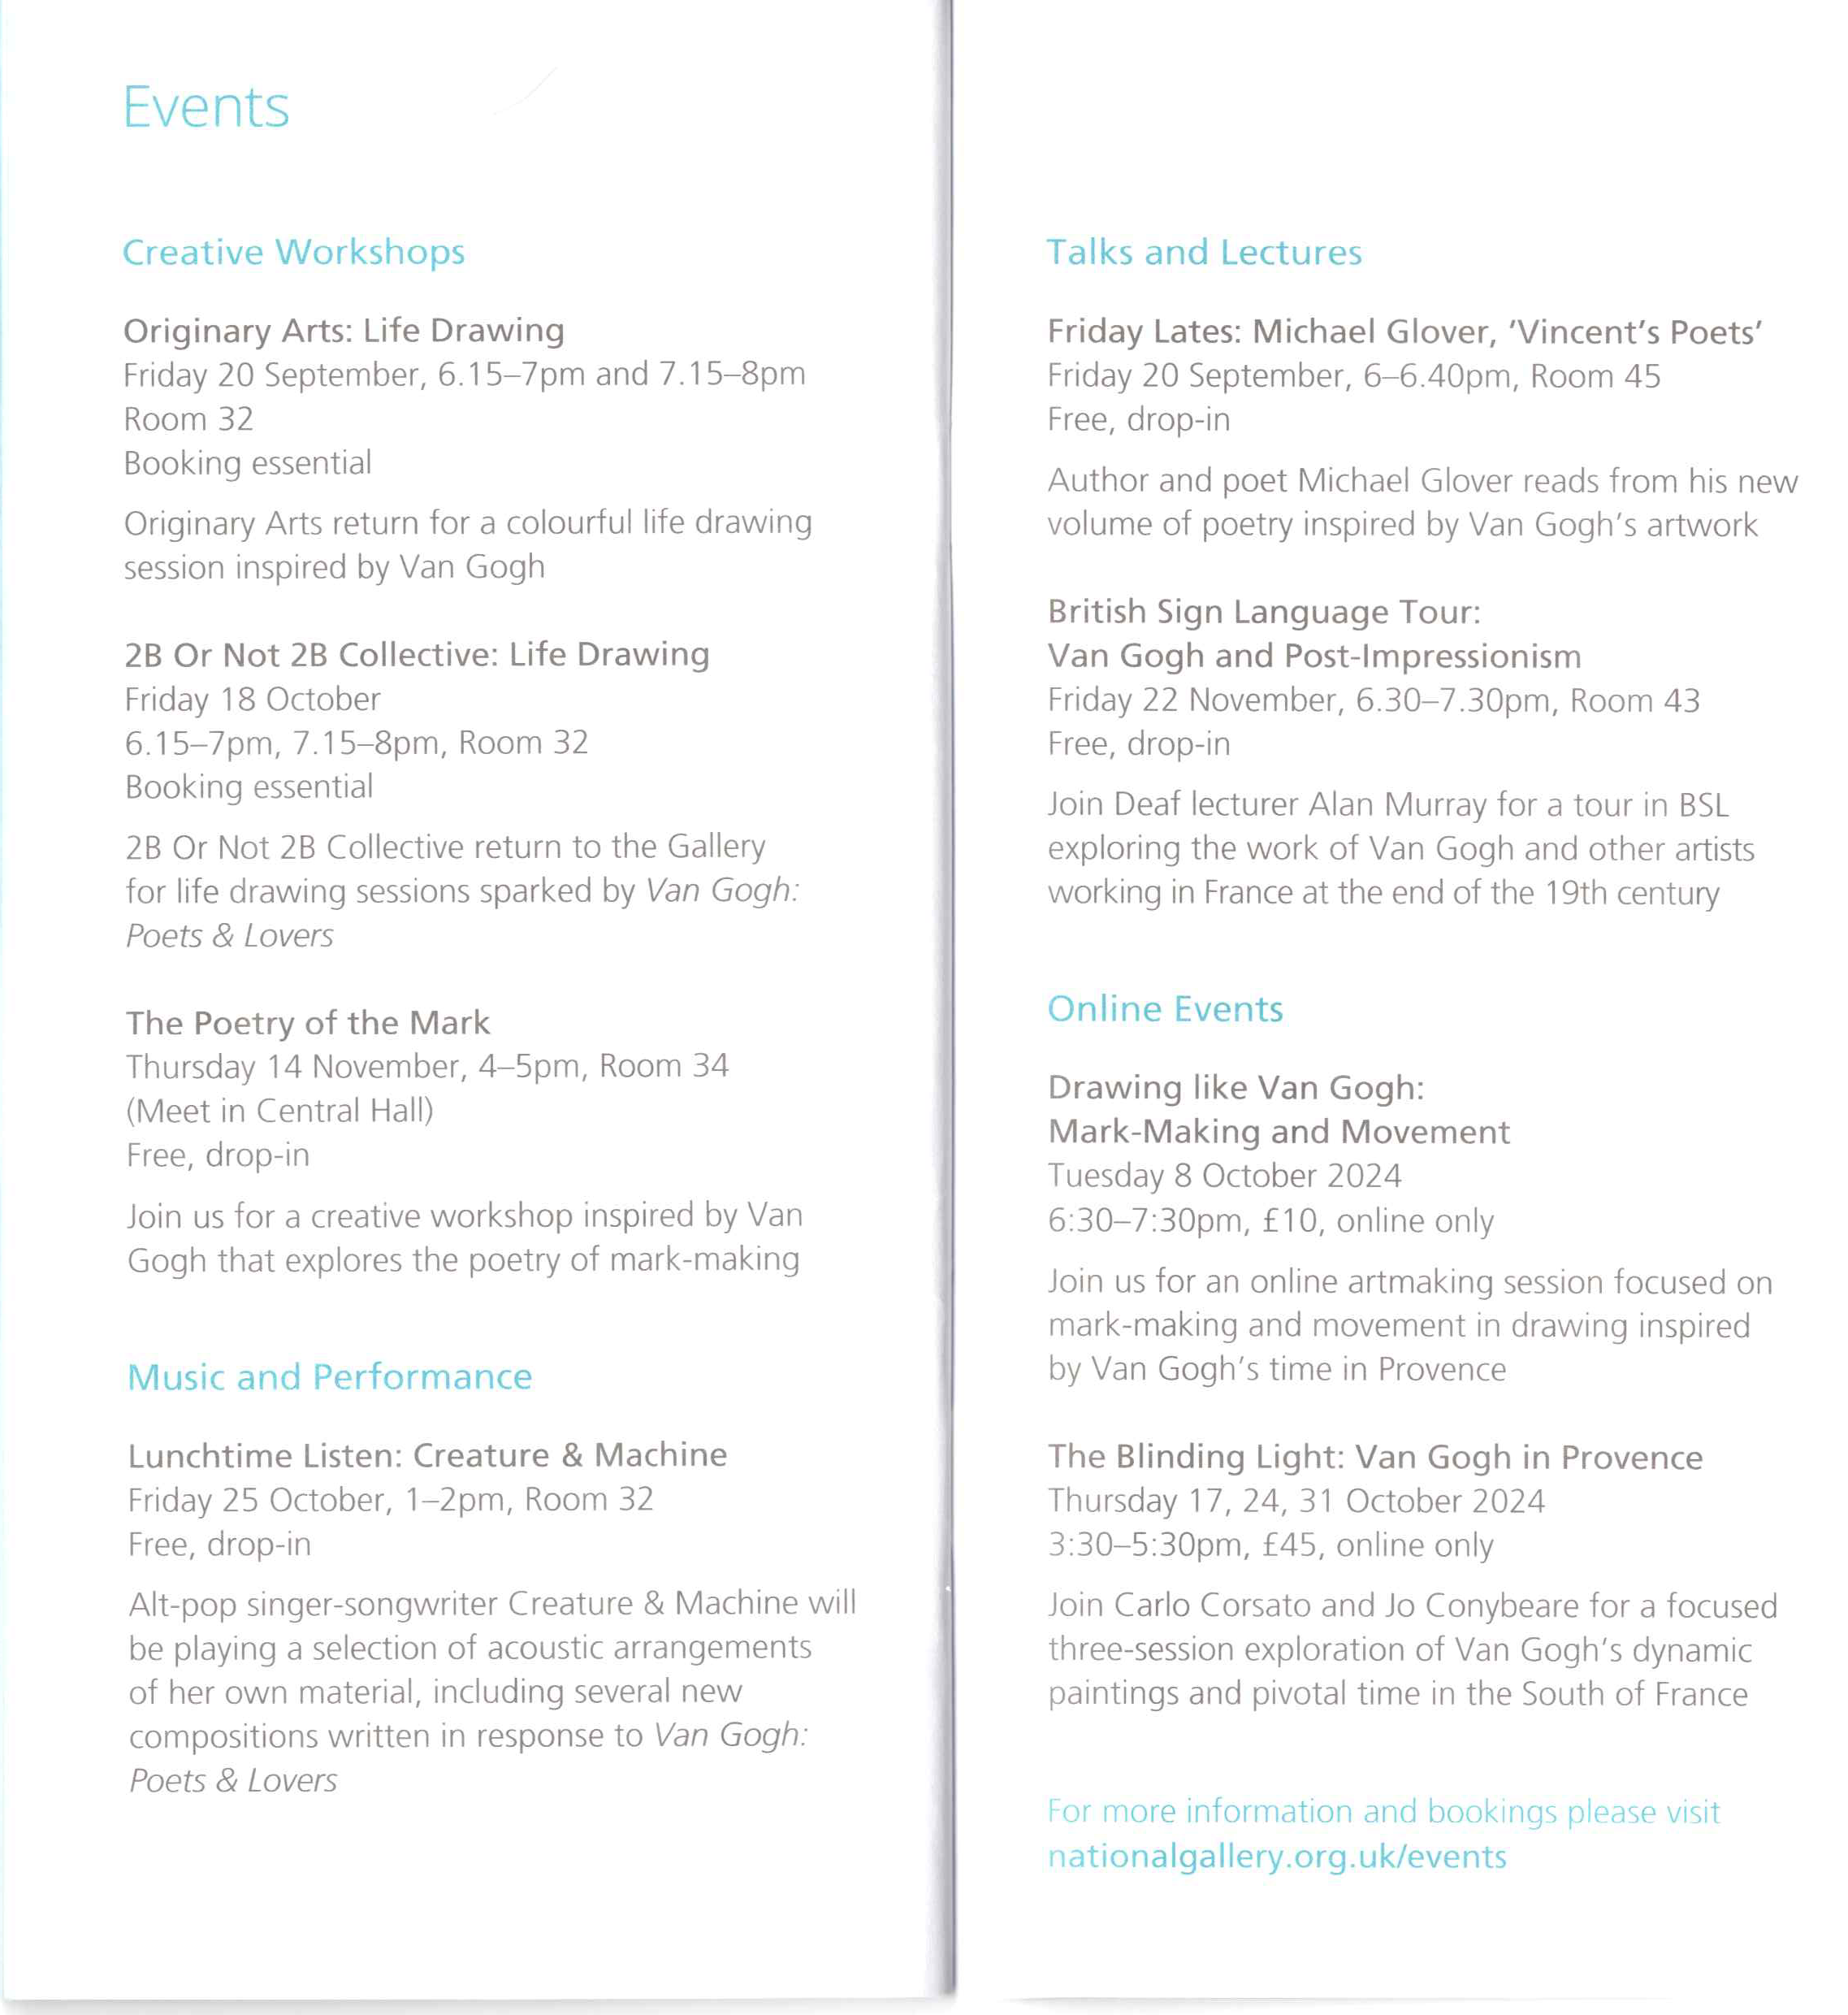 Events
Creative Workshops
Originary Arts: Life Drawing
Friday 20 September, 6.15–7pm and 7.15–8pm
Room 32
Booking essential
Originary Arts return for a colourful life drawing
session inspired by Van Gogh
2B Or Not 2B Collective: Life Drawing
Friday 18 October
6.15–7pm, 7.15–8pm, Room 32
Booking essential
2B Or Not 2B Collective return to the Gallery
for life drawing sessions sparked by Van Gogh:
Poets & Lovers
The Poetry of the Mark
Thursday 14 November, 4–5pm, Room 34
(Meet in Central Hall)
Free, drop-in
Join us for a creative workshop inspired by Van
Gogh that explores the poetry of mark-making
Music and Performance
Lunchtime Listen: Creature & Machine
Friday 25 October, 1–2pm, Room 32
Free, drop-in
Alt-pop singer-songwriter Creature & Machine will
be playing a selection of acoustic arrangements
of her own material, including several new
compositions written in response to Van Gogh:
Poets & Lovers
Talks and Lectures
Friday Lates: Michael Glover, ‘Vincent’s Poets’
Friday 20 September, 6–6.40pm, Room 45
Free, drop-in
Author and poet Michael Glover reads from his new
volume of poetry inspired by Van Gogh’s artwork
British Sign Language Tour:
Van Gogh and Post-Impressionism
Friday 22 November, 6.30–7.30pm, Room 43
Free, drop-in
Join Deaf lecturer Alan Murray for a tour in BSL
exploring the work of Van Gogh and other artists
working in France at the end of the 19th century
Online Events
Drawing like Van Gogh:
Mark-Making and Movement
Tuesday 8 October 2024
6:30–7:30pm, £10, online only
Join us for an online artmaking session focused on
mark-making and movement in drawing inspired
by Van Gogh’s time in Provence
The Blinding Light: Van Gogh in Provence
Thursday 17, 24, 31 October 2024
3:30–5:30pm, £45, online only
Join Carlo Corsato and Jo Conybeare for a focused
three-session exploration of Van Gogh’s dynamic
paintings and pivotal time in the South of France
For more information and bookings please visit
nationalgallery.org.uk/events